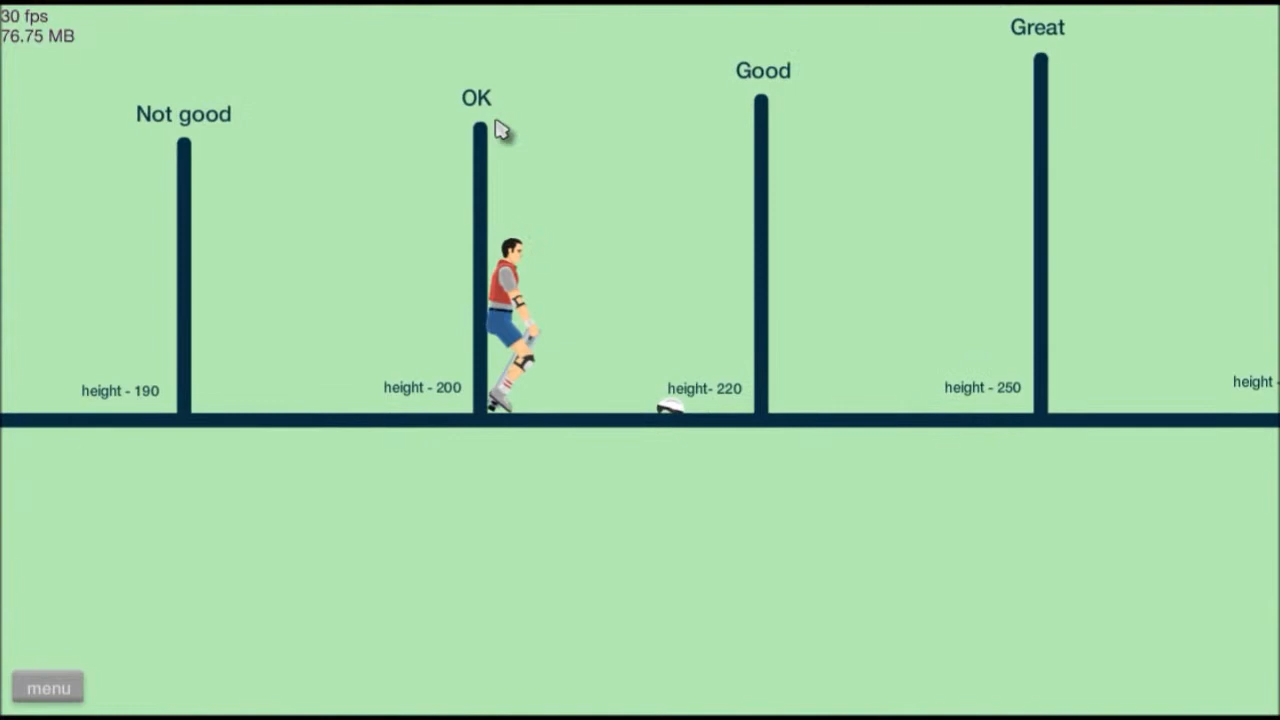 30 fps
76.75 MB
Great
Good
OK
Not good
height - 190
height - 200
height- 220
height - 250
height -
menu